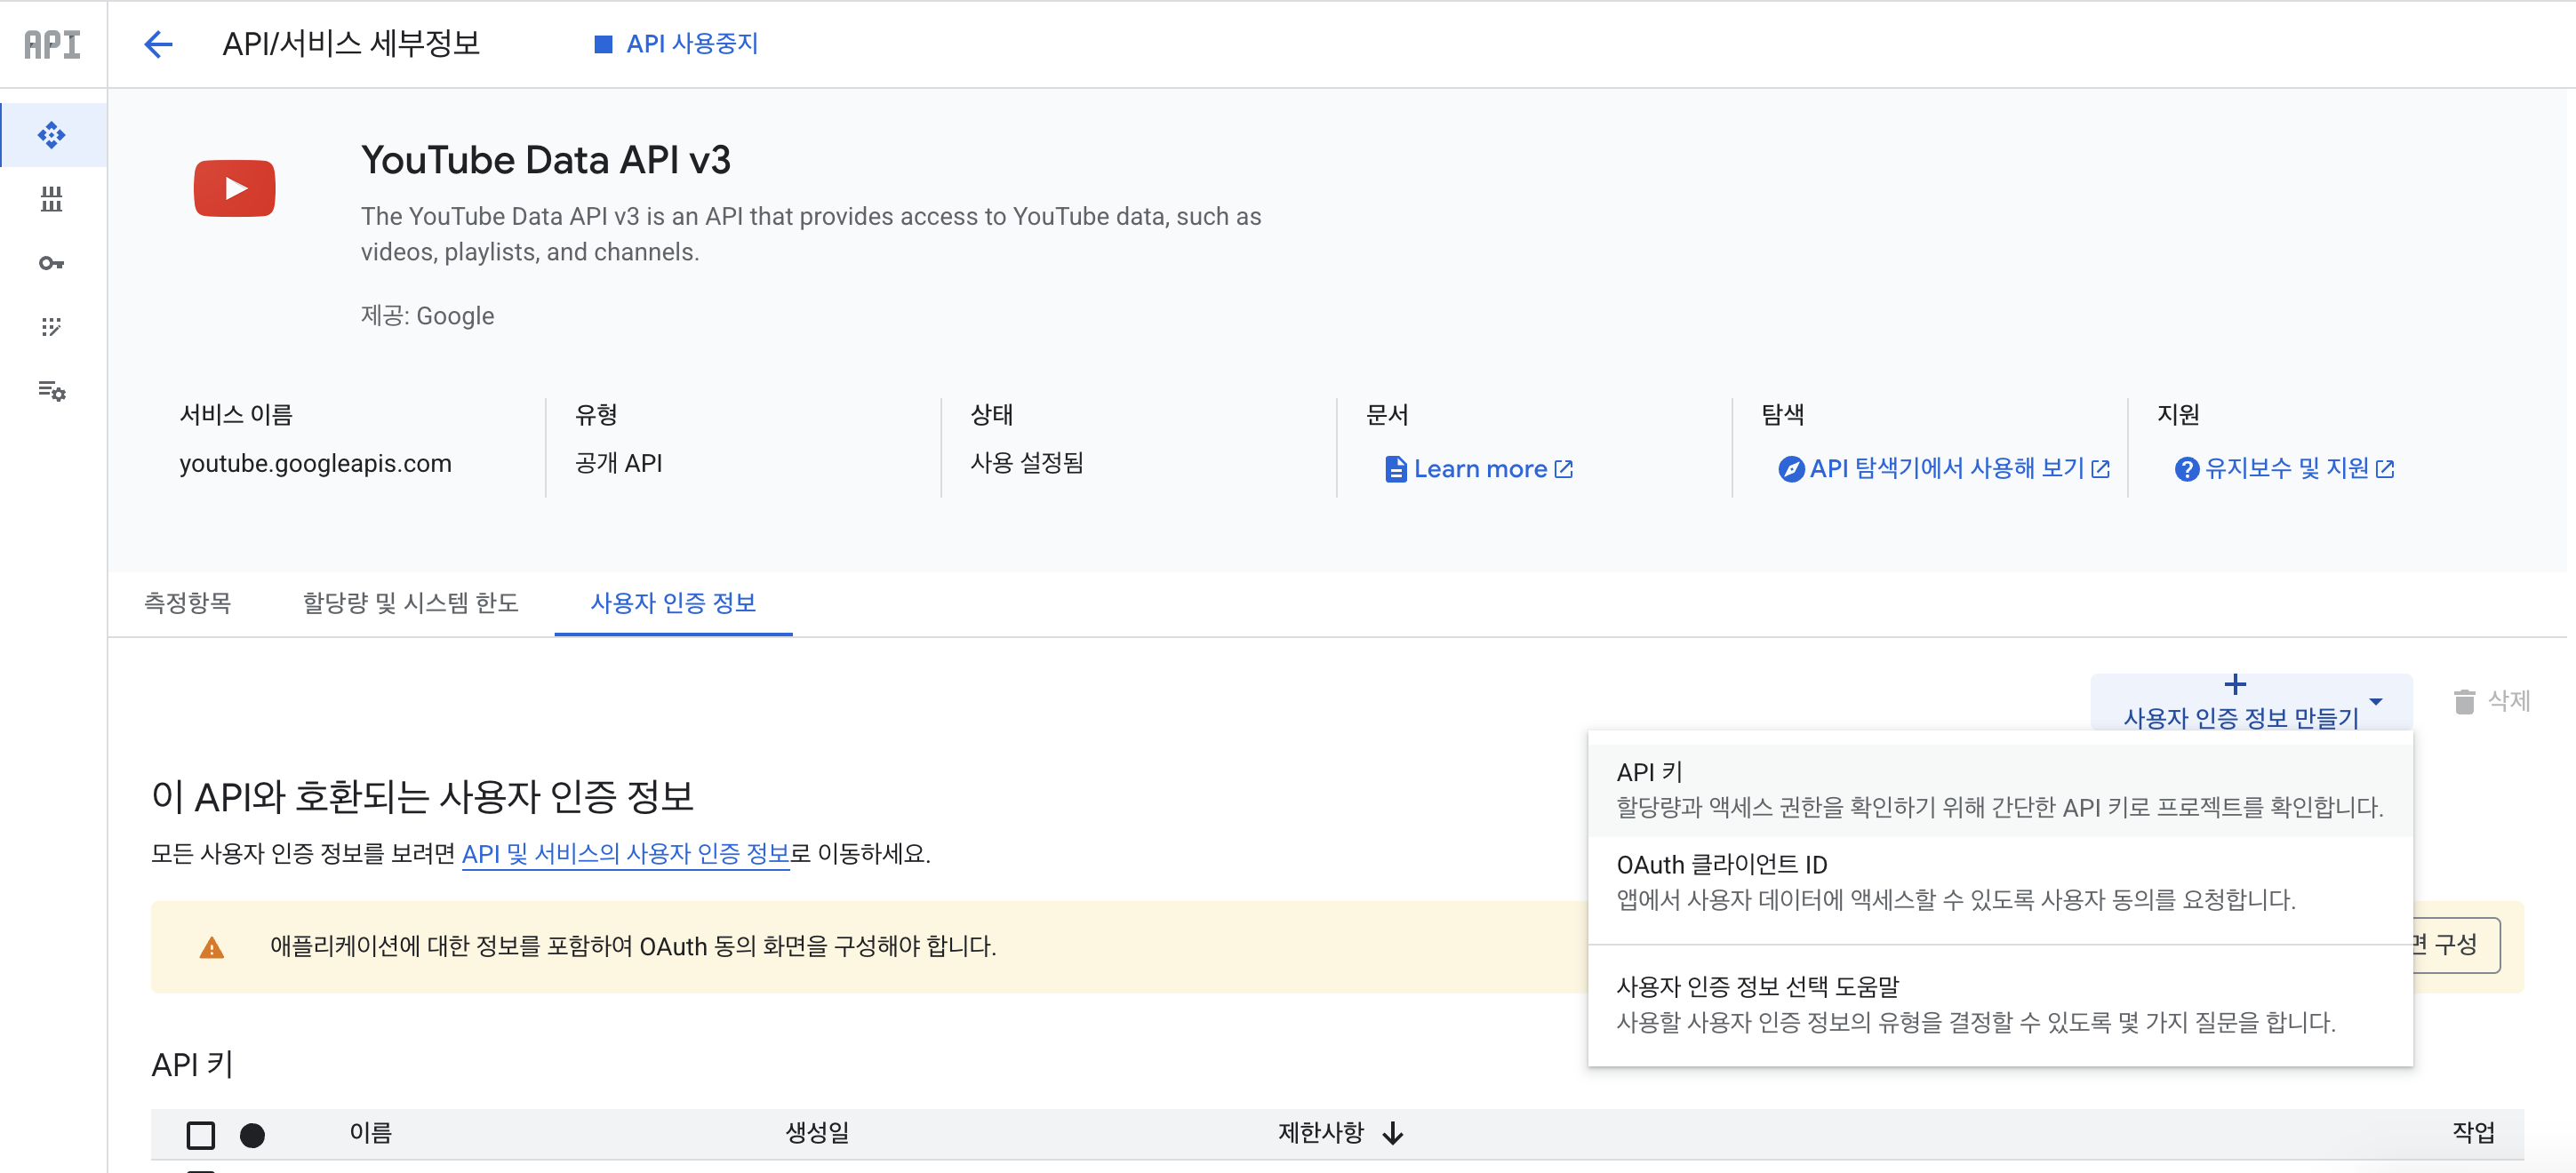 API
API/서비스 세부정보
API 사용중지
YouTube Data API v3
The YouTube Data API v3 is an API that provides access to YouTube data, such as
videos, playlists, and channels.
제공: Google
서비스 이름
youtube.googleapis.com
유형
공개 API
상태
사용 설정됨
문서
Learn more
탐색
API 탐색기에서 사용해 보기
지원
유지보수 및 지원
측정항목
할당량 및 시스템 한도
사용자 인증 정보
사용자 인증 정보 만들기
삭제
API 키
할당량과 액세스 권한을 확인하기 위해 간단한 API 키로 프로젝트를 확인합니다.
OAuth 클라이언트 ID
앱에서 사용자 데이터에 액세스할 수 있도록 사용자 동의를 요청합니다.
사용자 인증 정보 선택 도움말
사용할 사용자 인증 정보의 유형을 결정할 수 있도록 몇 가지 질문을 합니다.
이 API와 호환되는 사용자 인증 정보
모든 사용자 인증 정보를 보려면 API 및 서비스의 사용자 인증 정보로 이동하세요.
애플리케이션에 대한 정보를 포함하여 OAuth 동의 화면을 구성해야 합니다.
면 구성
API 키
이름
생성일
제한사항
작업